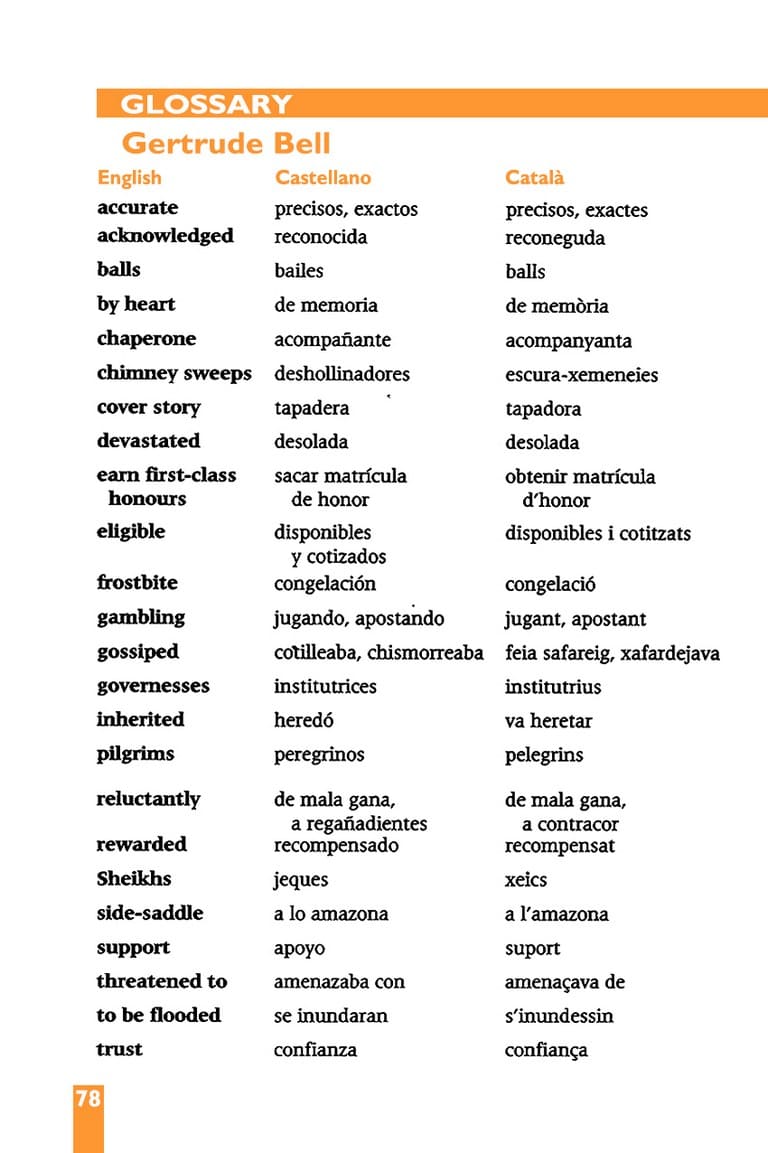 GLOSSARY
Gertrude Bell
English Castellano Català
accurate precisos, exactos precisos, exactes
acknowledged reconocida reconeguda
balls bailes balls
by heart de memoria de memòria
chaperone acompañante acompanyanta
chimney sweeps deshollinadores escura-xemeneies
cover story tapadera tapadora
devastated desolada desolada
earn first-class sacar matrícula obtenir matrícula
honours de honor d'honor
eligible disponibles disponibles i cotitzats
y cotizados
frostbite congelación congelació
gambling jugando, apostando jugant, apostant
gossiped cotilleaba, chismorreaba feia safareig, xafardejava
governesses institutrices institutrius
inherited heredó va heretar
pilgrims peregrinos pelegrins
reluctantly de mala gana, de mala gana,
a regañadientes a contracor
rewarded recompensado recompensat
Sheikhs jeques xeics
side-saddle a lo amazona a l'amazona
support apoyo suport
threatened to amenazaba con amenaçava de
to be flooded se inundaran s'inundessin
trust confianza confiança
78